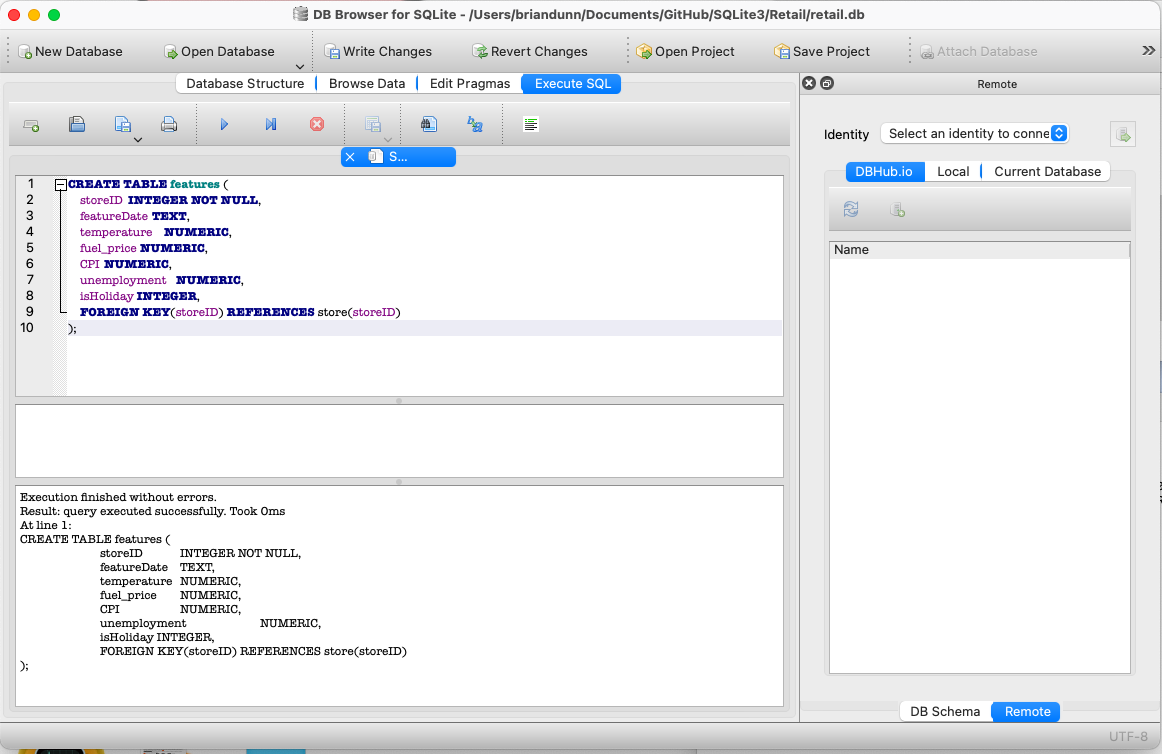 DB Browser for SQLite - /Users/briandunn/Documents/GitHub/SQLite3/Retail/retail.db
New Database Open Database Write Changes Revert Changes Open Project Save Project Attach Database
Database Structure Browse Data Edit Pragmas Execute SQL
S...
1 CREATE TABLE features (
2 storeID INTEGER NOT NULL,
3 featureDate TEXT,
4 temperature NUMERIC,
5 fuel_price NUMERIC,
6 CPI NUMERIC,
7 unemployment NUMERIC,
8 isHoliday INTEGER,
9 FOREIGN KEY(storeID) REFERENCES store(storeID)
10 );
Execution finished without errors.
Result: query executed successfully. Took 0ms
At line 1:
CREATE TABLE features (
storeID INTEGER NOT NULL,
featureDate TEXT,
temperature NUMERIC,
fuel_price NUMERIC,
CPI NUMERIC,
unemployment NUMERIC,
isHoliday INTEGER,
FOREIGN KEY(storeID) REFERENCES store(storeID)
);
Remote
Identity Select an identity to conne
DBHub.io Local Current Database
Name
DB Schema Remote
UTF-8